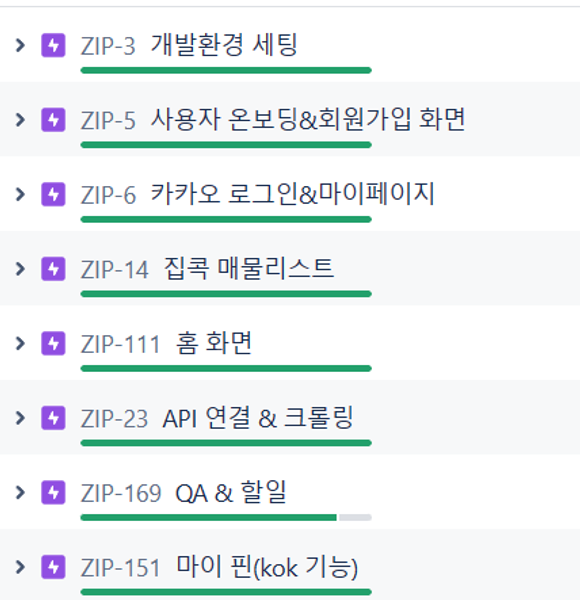 ZIP-3 개발환경 세팅
ZIP-5 사용자 온보딩&회원가입 화면
ZIP-6 카카오 로그인&마이페이지
ZIP-14 집콕 매물리스트
ZIP-111 홈 화면
ZIP-23 API 연결 & 크롤링
ZIP-169 QA & 할일
ZIP-151 마이 핀(kok 기능)